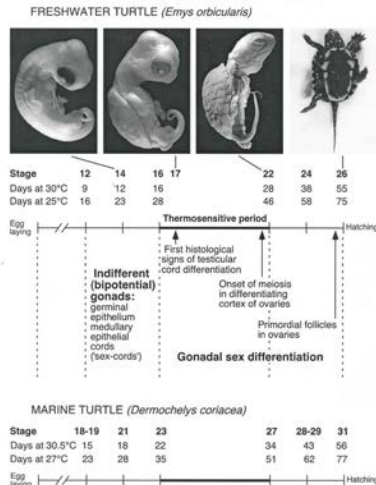 FRESHWATER TURTLE (Emys orbicularis)
Stage 12 14 16 17 22 24 26
Days at 30°C 9 12 16 28 38 55
Days at 25°C 16 23 28 46 58 75
Egg laying
Thermosensitive period
Hatching
First histological signs of testicular cord differentiation
Indifferent
(bipotential)
gonads:
germinal
epithelium
medullary
epithelial
cords
('sex-cords')
Onset of meiosis
in differentiating
cortex of ovaries
Primordial follicles
in ovaries
Gonadal sex differentiation
MARINE TURTLE (Dermochelys coriacea)
Stage 18-19 21 23 27 28-29 31
Days at 30.5°C 15 18 22 34 43 56
Days at 27°C 23 28 35 51 62 77
Egg
laying
Hatching